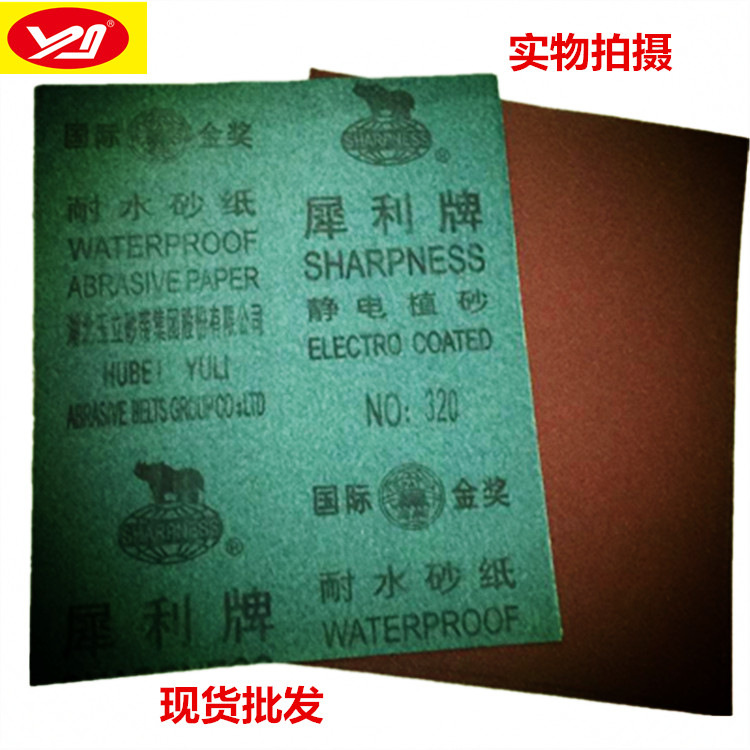 实物拍摄
国际 金奖
SHARPNESS ®
耐水砂纸
WATERPROOF
ABRASIVE PAPER
湖北玉立砂带集团股份有限公司
HUBEI YULI
ABRASIVE BELTS GROUP CO.,LTD
犀利牌
SHARPNESS
静电植砂
ELECTRO COATED
NO: 320
SHARPNESS ®
犀利牌
国际 金奖
耐水砂纸
WATERPROOF
现货批发